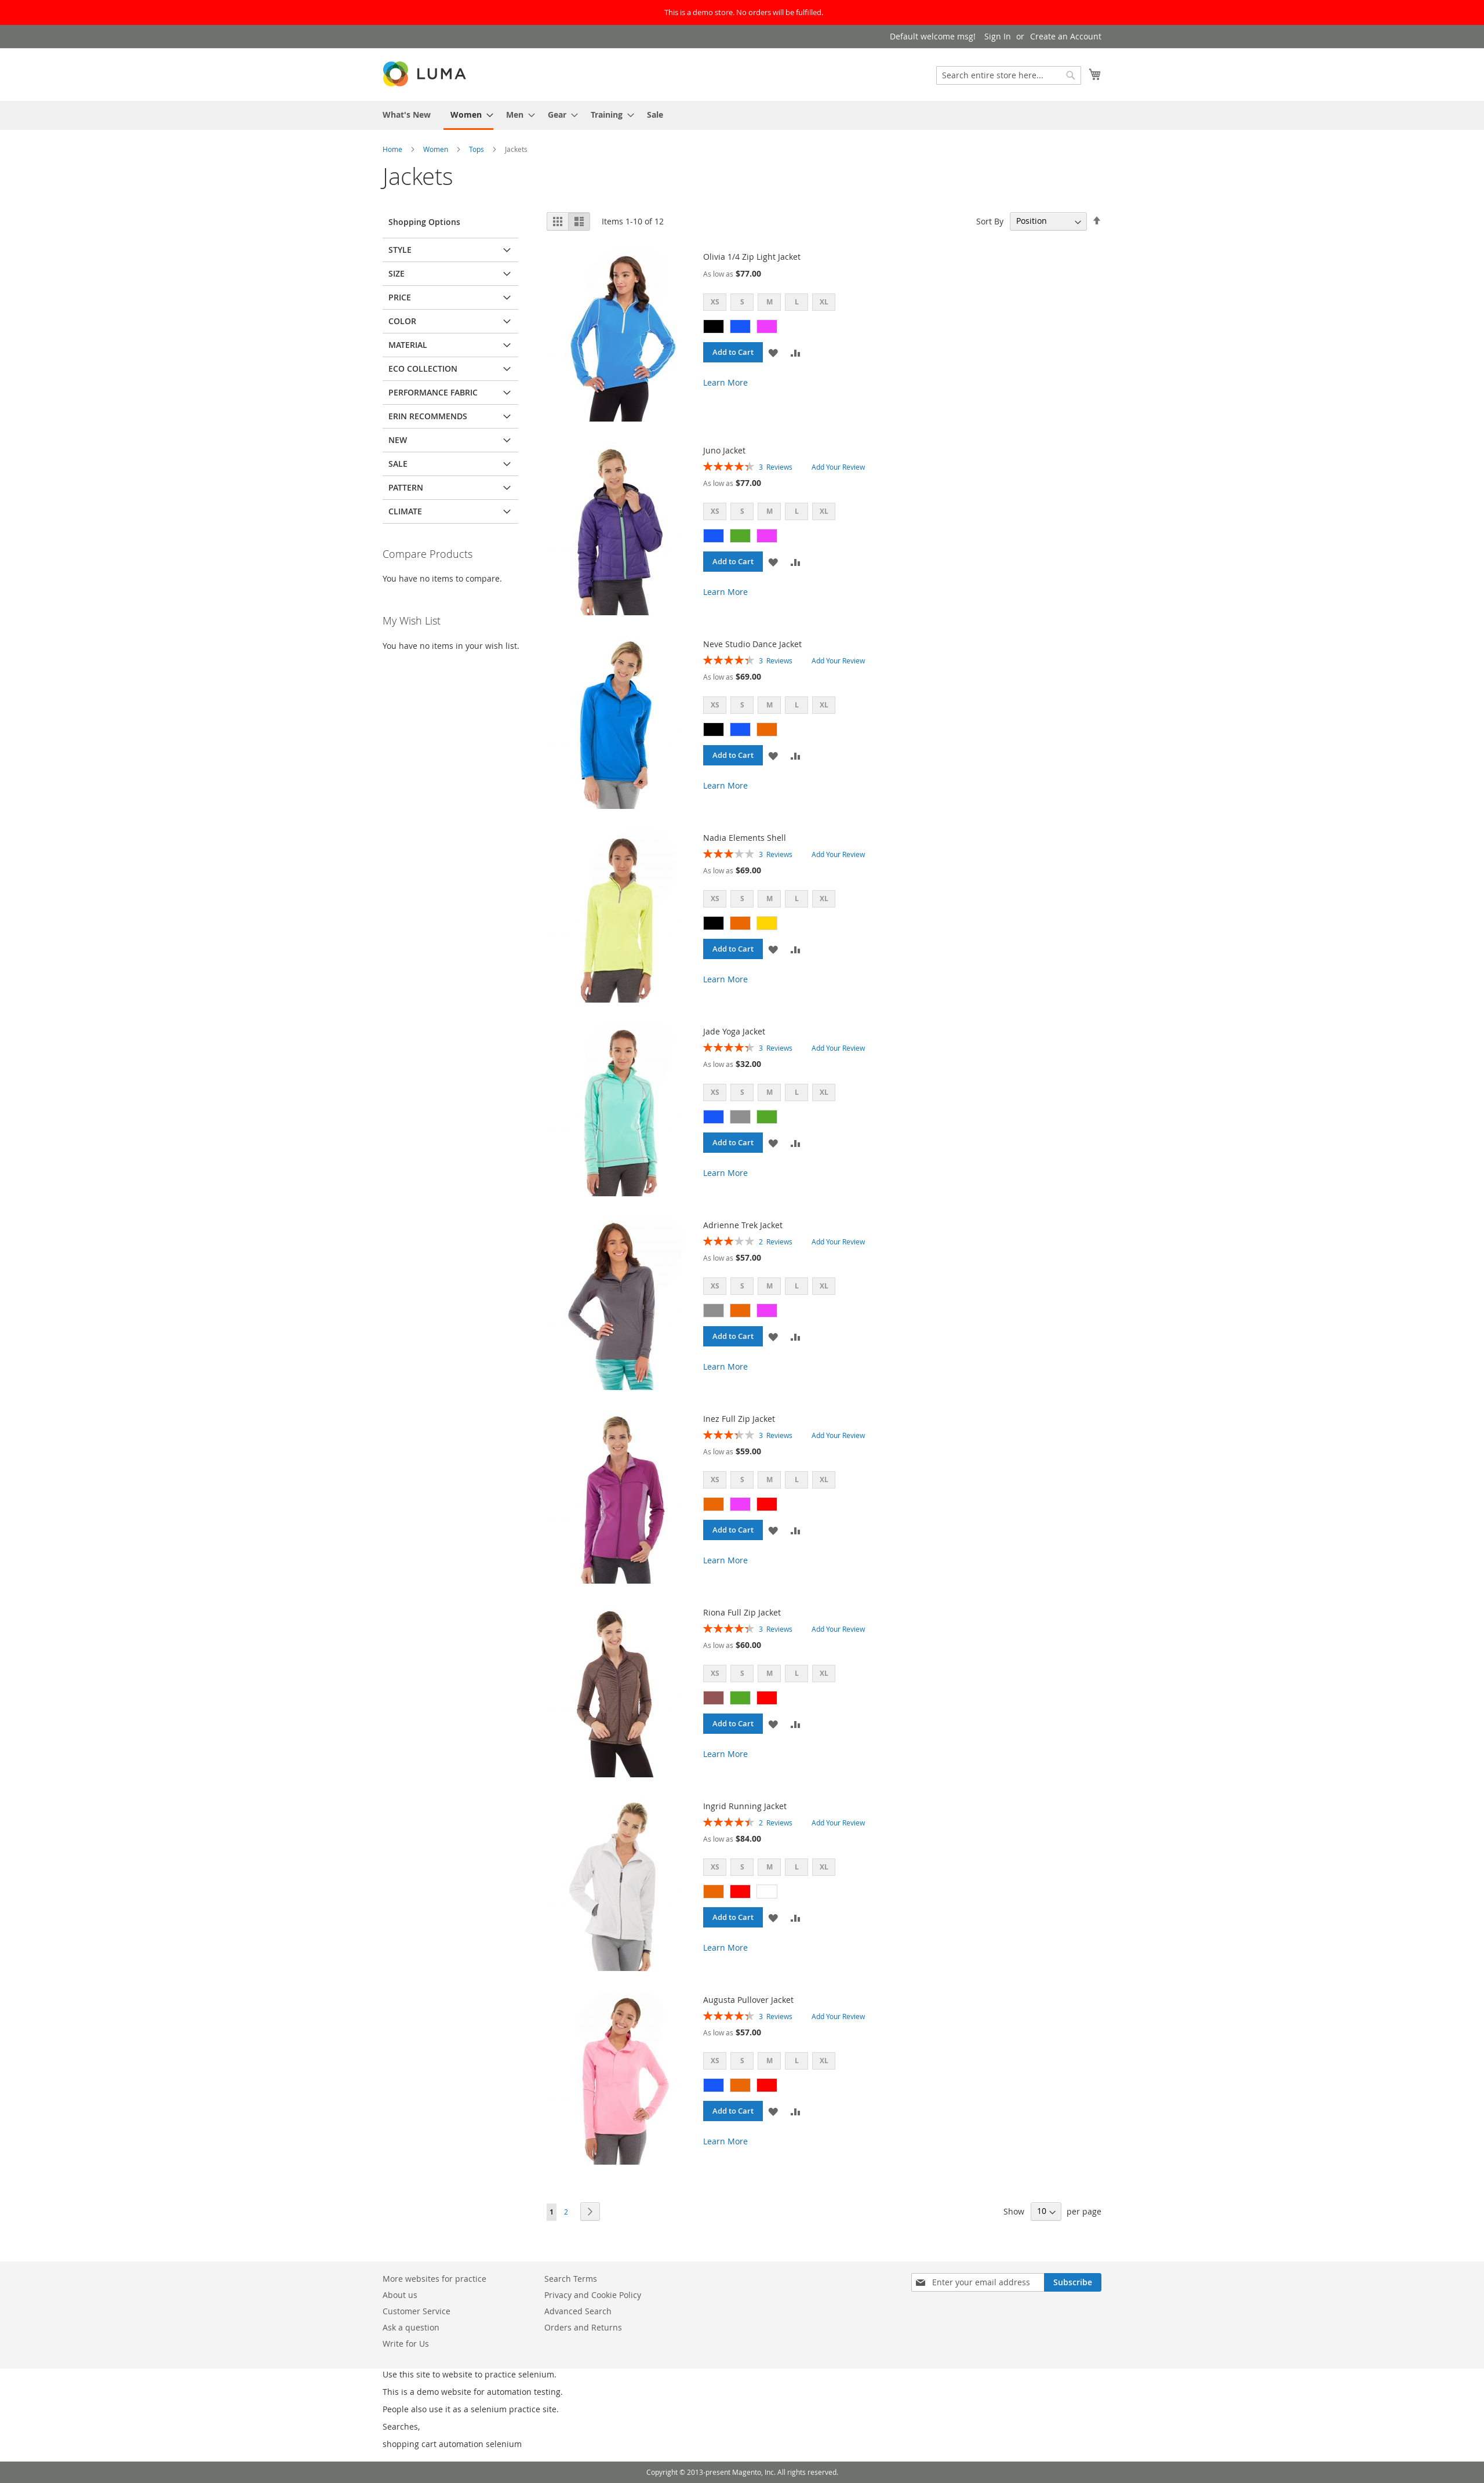 This is a demo store. No orders will be fulfilled.
Default welcome msg! Sign In or Create an Account
LUMA
Search entire store here...
What's New Women Men Gear Training Sale
Home Women Tops Jackets
Jackets
Shopping Options
STYLE
SIZE
PRICE
COLOR
MATERIAL
ECO COLLECTION
PERFORMANCE FABRIC
ERIN RECOMMENDS
NEW
SALE
PATTERN
CLIMATE
Compare Products
You have no items to compare.
My Wish List
You have no items in your wish list.
Items 1-10 of 12
Sort By Position
Olivia 1/4 Zip Light Jacket
As low as $77.00
XS S M L XL
Add to Cart
Learn More
Juno Jacket
3 Reviews Add Your Review
As low as $77.00
XS S M L XL
Add to Cart
Learn More
Neve Studio Dance Jacket
3 Reviews Add Your Review
As low as $69.00
XS S M L XL
Add to Cart
Learn More
Nadia Elements Shell
3 Reviews Add Your Review
As low as $69.00
XS S M L XL
Add to Cart
Learn More
Jade Yoga Jacket
3 Reviews Add Your Review
As low as $32.00
XS S M L XL
Add to Cart
Learn More
Adrienne Trek Jacket
2 Reviews Add Your Review
As low as $57.00
XS S M L XL
Add to Cart
Learn More
Inez Full Zip Jacket
3 Reviews Add Your Review
As low as $59.00
XS S M L XL
Add to Cart
Learn More
Riona Full Zip Jacket
3 Reviews Add Your Review
As low as $60.00
XS S M L XL
Add to Cart
Learn More
Ingrid Running Jacket
2 Reviews Add Your Review
As low as $84.00
XS S M L XL
Add to Cart
Learn More
Augusta Pullover Jacket
3 Reviews Add Your Review
As low as $57.00
XS S M L XL
Add to Cart
Learn More
1 2
Show 10 per page
More websites for practice
About us
Customer Service
Ask a question
Write for Us
Search Terms
Privacy and Cookie Policy
Advanced Search
Orders and Returns
Enter your email address Subscribe
Use this site to website to practice selenium.
This is a demo website for automation testing.
People also use it as a selenium practice site.
Searches,
shopping cart automation selenium
Copyright © 2013-present Magento, Inc. All rights reserved.